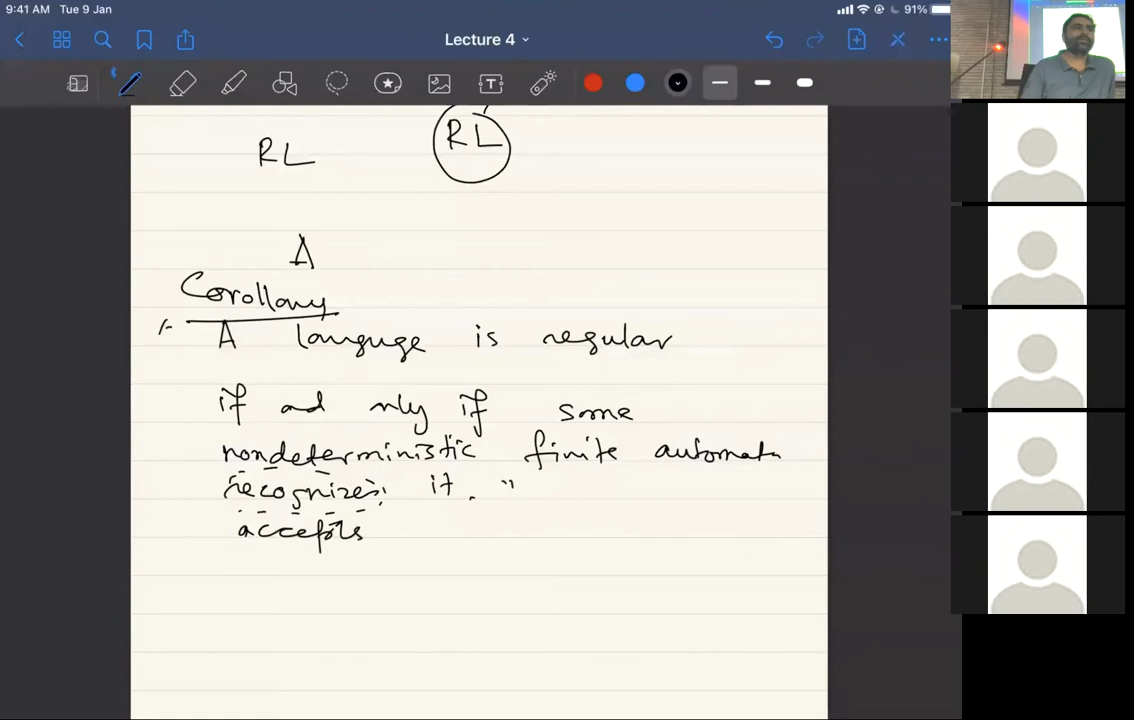 9:41 AM Tue 9 Jan
91%
Lecture 4
RL
RL
A
Corollary
" A languge is regular
if and only if some
nondeterministic finite automata
recognizes it. "
accepts